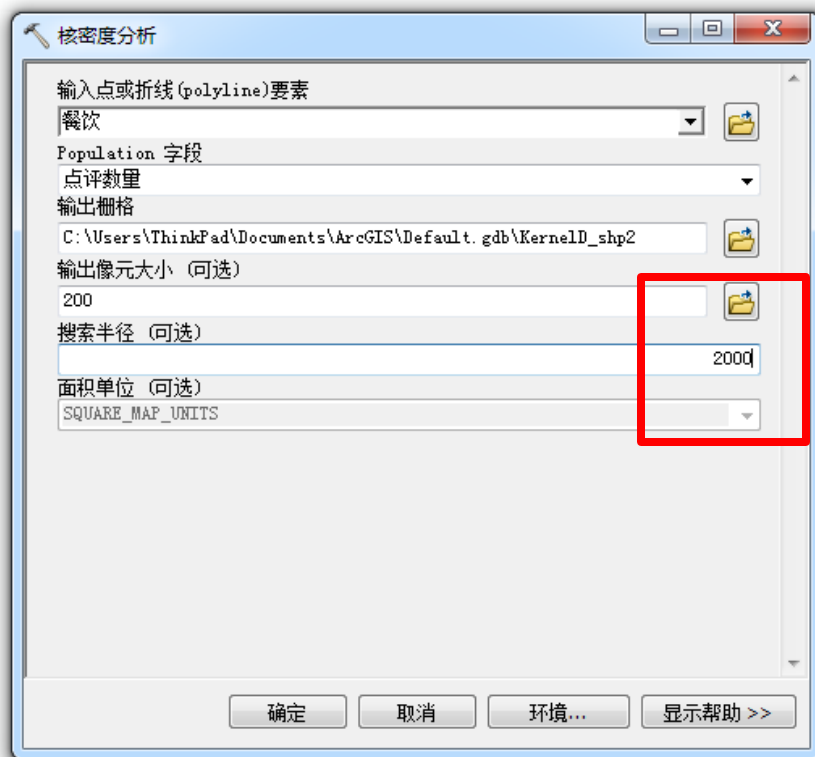 核密度分析
输入点或折线(polyline)要素
餐饮
Population 字段
点评数量
输出栅格
C:\Users\ThinkPad\Documents\ArcGIS\Default.gdb\KernelD_shp2
输出像元大小 (可选)
200
搜索半径 (可选)
2000
面积单位 (可选)
SQUARE_MAP_UNITS
确定 取消 环境... 显示帮助 >>